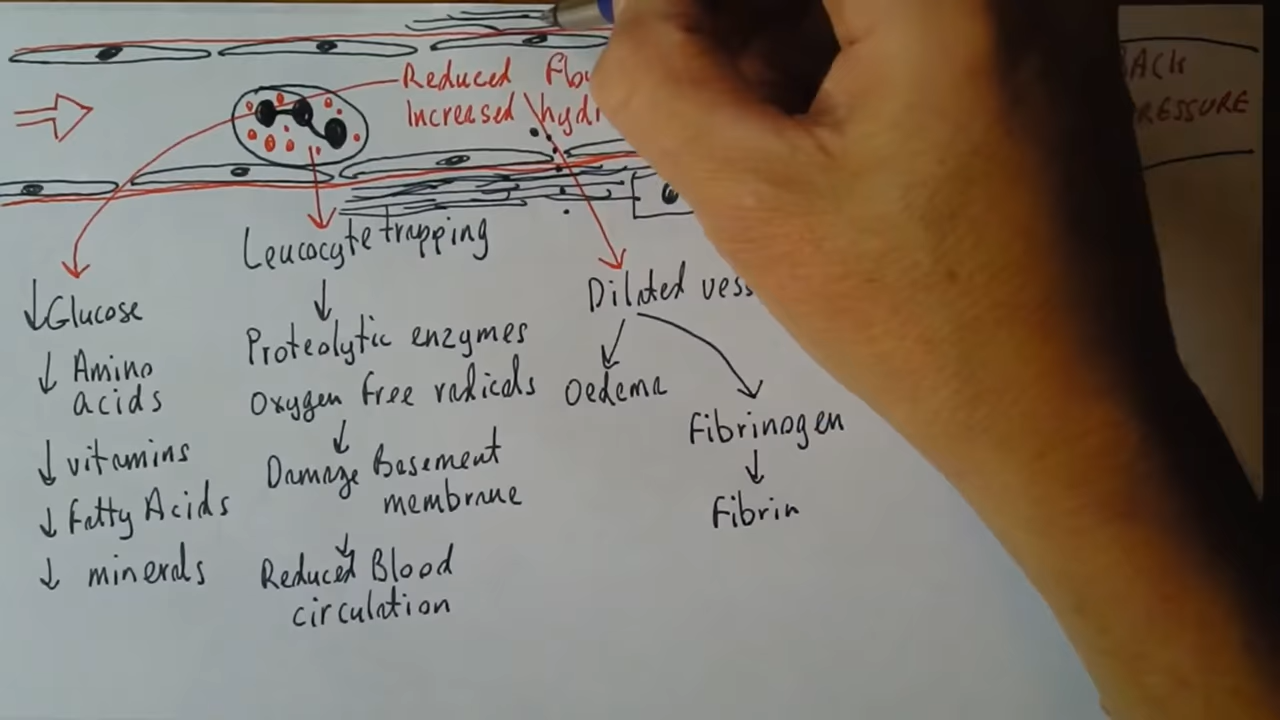 Reduced
Increased
Leucocyte trapping
Dilated
↓Glucose
↓ Amino
acids
↓ vitamins
↓ Fatty Acids
↓ minerals
↓
Proteolytic enzymes
Oxygen free radicals
↓
Damage Basement
membrane
↓
Reduced Blood
circulation
Oedema
Fibrinogen
↓
Fibrin